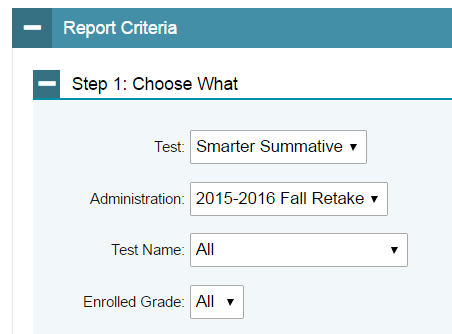 Report Criteria
Step 1: Choose What
Test: Smarter Summative
Administration: 2015-2016 Fall Retake
Test Name: All
Enrolled Grade: All